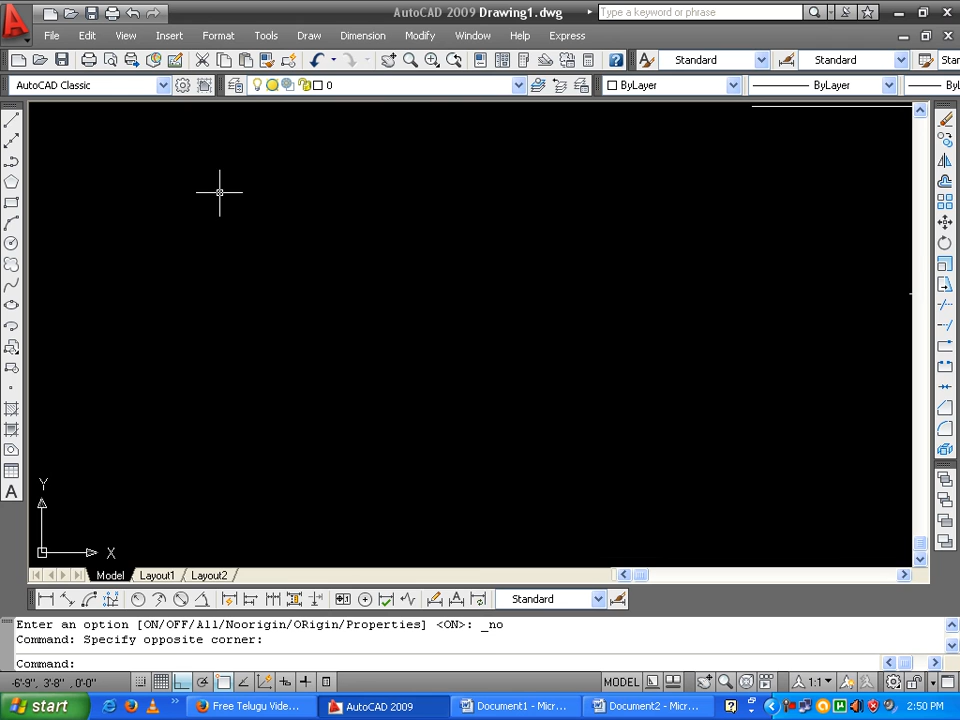 AutoCAD 2009 Drawing1.dwg
Type a keyword or phrase
File Edit View Insert Format Tools Draw Dimension Modify Window Help Express
Standard Standard Stan
AutoCAD Classic 0 ByLayer ByLayer ByL
Y
X
Model Layout1 Layout2
Standard
Enter an option [ON/OFF/All/Noorigin/ORigin/Properties] <ON>: _no
Command: Specify opposite corner:
Command:
-6'-9", 3'-8" , 0'-0" MODEL 1:1
start Free Telugu Vide... AutoCAD 2009 Document1 - Micr... Document2 - Micr... 2:50 PM